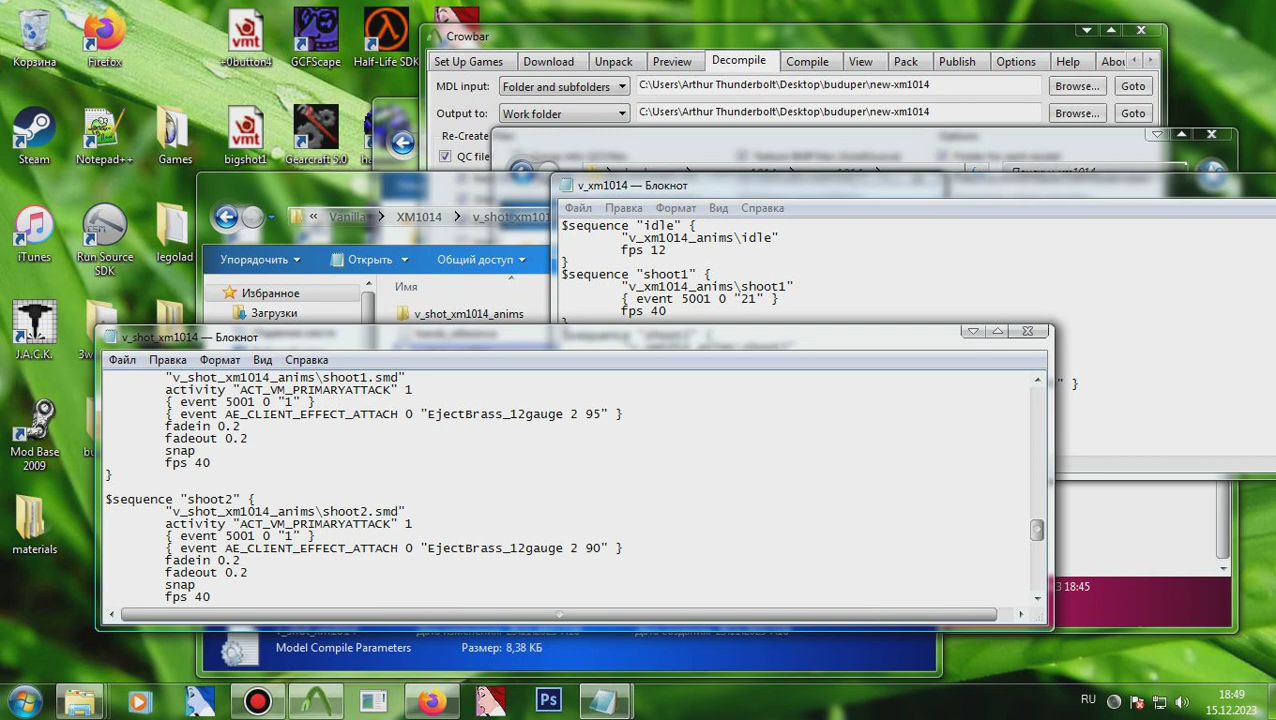 Корзина
Firefox
vmt
+0button4
GCFScape
Half-Life SDK
Steam
Notepad++
Games
vmt
bigshot1
Gearcraft 5.0
iTunes
Run Source SDK
legolad
J.A.C.K.
Mod Base 2009
materials
Crowbar
Set Up Games
Download
Unpack
Preview
Decompile
Compile
View
Pack
Publish
Options
Help
MDL input:
Folder and subfolders
C:\Users\Arthur Thunderbolt\Desktop\buduper\new-xm1014
Browse...
Goto
Output to:
Work folder
C:\Users\Arthur Thunderbolt\Desktop\buduper\new-xm1014
Browse...
Goto
Re-Create
QC file
« Vanilla
XM1014
Упорядочить
Открыть
Общий доступ
Избранное
Загрузки
Имя
v_shot_xm1014_anims
v_xm1014 — Блокнот
Файл Правка Формат Вид Справка
$sequence "idle" {
"v_xm1014_anims\idle"
fps 12
}
$sequence "shoot1" {
"v_xm1014_anims\shoot1"
{ event 5001 0 "21" }
fps 40
" }
v_shot_xm1014 — Блокнот
Файл Правка Формат Вид Справка
"v_shot_xm1014_anims\shoot1.smd"
activity "ACT_VM_PRIMARYATTACK" 1
{ event 5001 0 "1" }
{ event AE_CLIENT_EFFECT_ATTACH 0 "EjectBrass_12gauge 2 95" }
fadein 0.2
fadeout 0.2
snap
fps 40
}
$sequence "shoot2" {
"v_shot_xm1014_anims\shoot2.smd"
activity "ACT_VM_PRIMARYATTACK" 1
{ event 5001 0 "1" }
{ event AE_CLIENT_EFFECT_ATTACH 0 "EjectBrass_12gauge 2 90" }
fadein 0.2
fadeout 0.2
snap
fps 40
18:45
Model Compile Parameters
Размер: 8,38 КБ
Ps
RU
18:49
15.12.2023